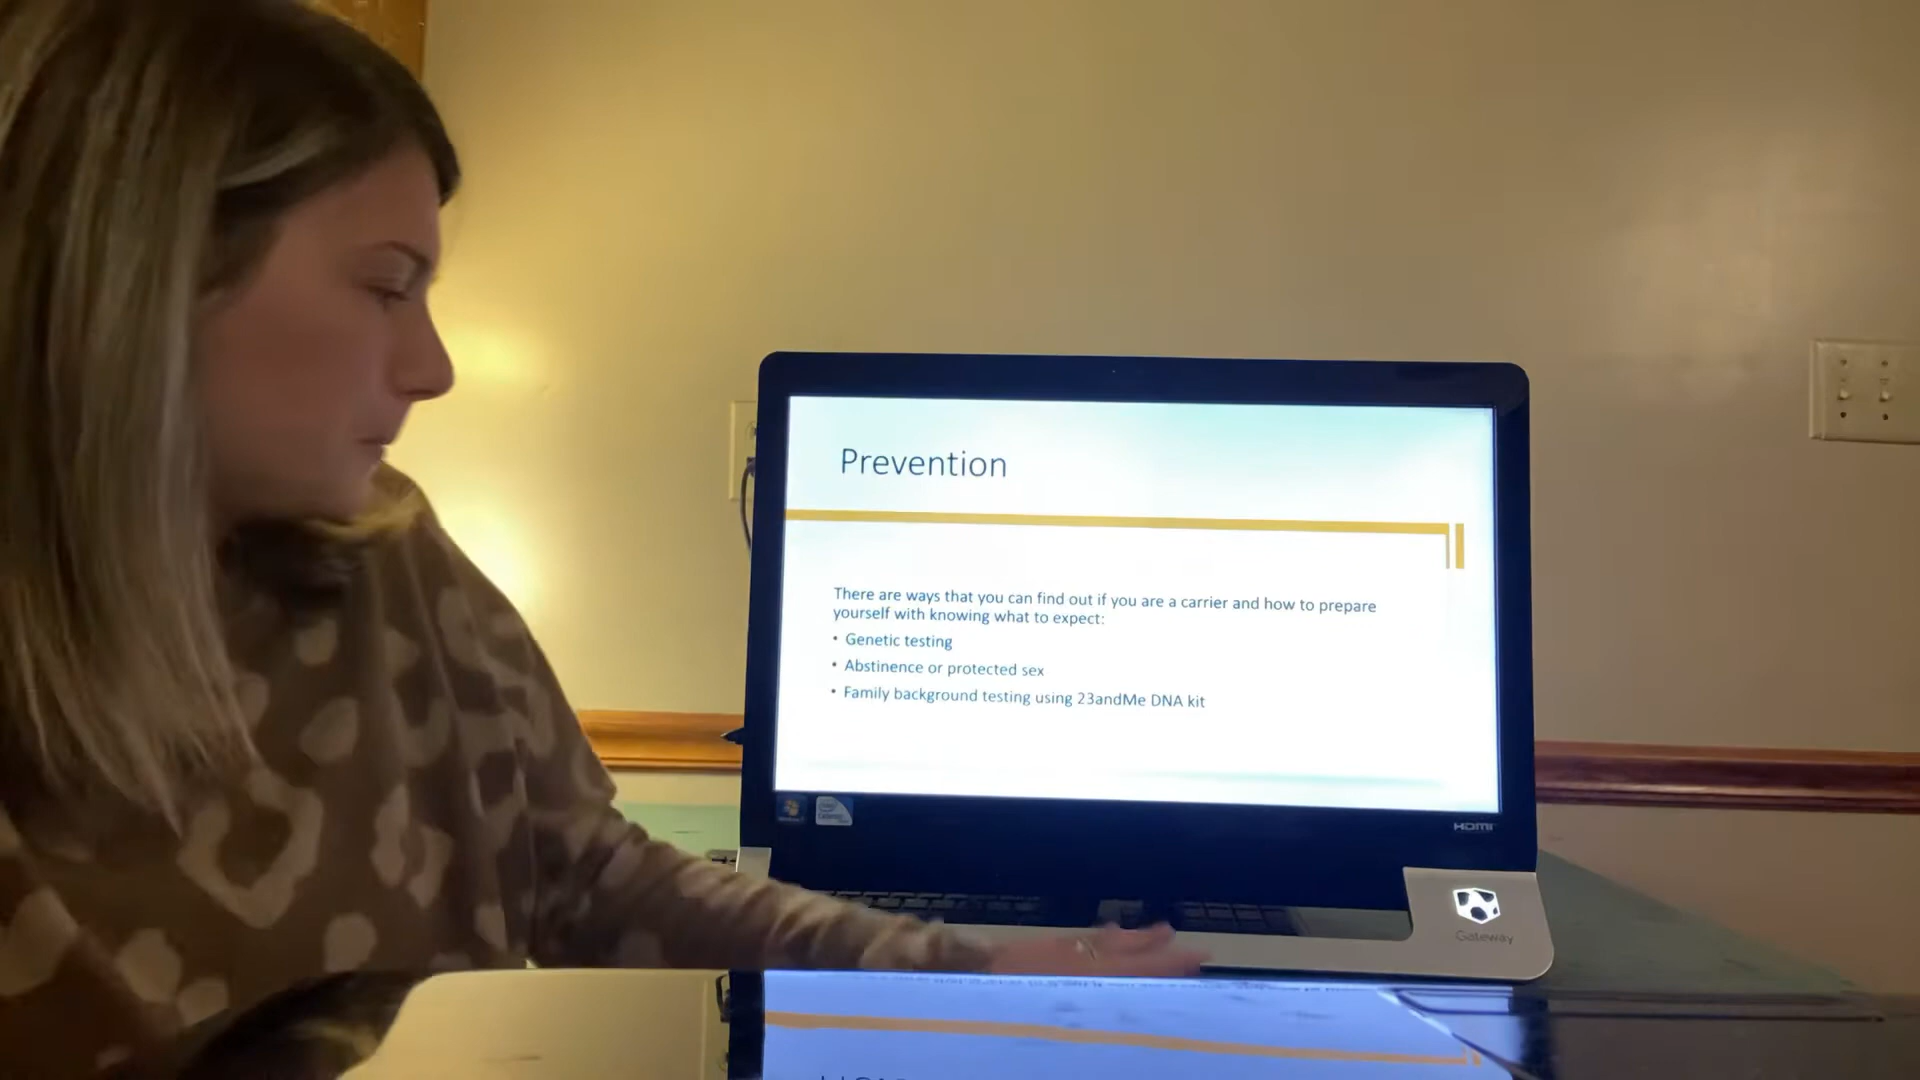 Prevention
There are ways that you can find out if you are a carrier and how to prepare
yourself with knowing what to expect:
• Genetic testing
• Abstinence or protected sex
• Family background testing using 23andMe DNA kit
HDMI
Gateway